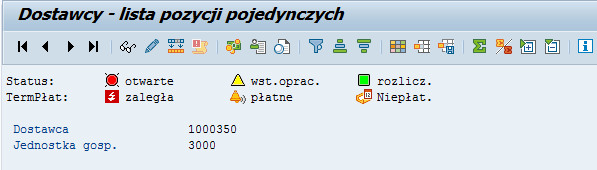 Dostawcy - lista pozycji pojedynczych
Status: otwarte wst.oprac. rozlicz.
TermPłat: zaległa płatne Niepłat.
Dostawca 1000350
Jednostka gosp. 3000